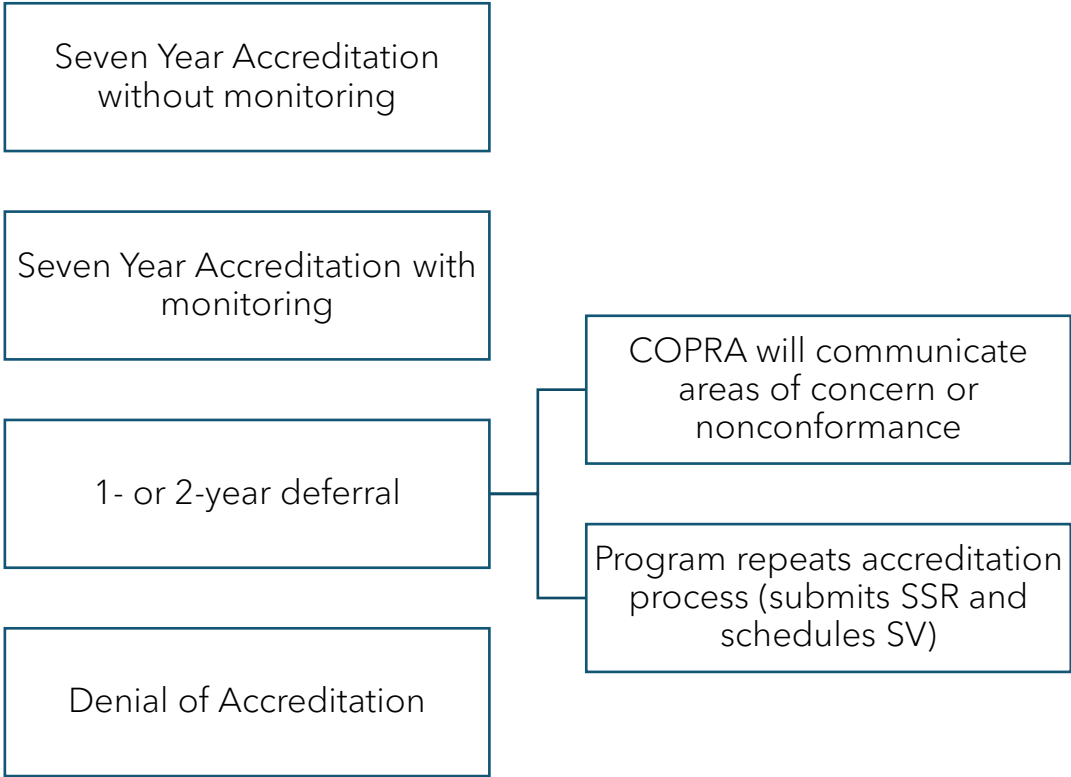 Seven Year Accreditation
without monitoring
Seven Year Accreditation with
monitoring
1- or 2-year deferral
COPRA will communicate
areas of concern or
nonconformance
Program repeats accreditation
process (submits SSR and
schedules SV)
Denial of Accreditation